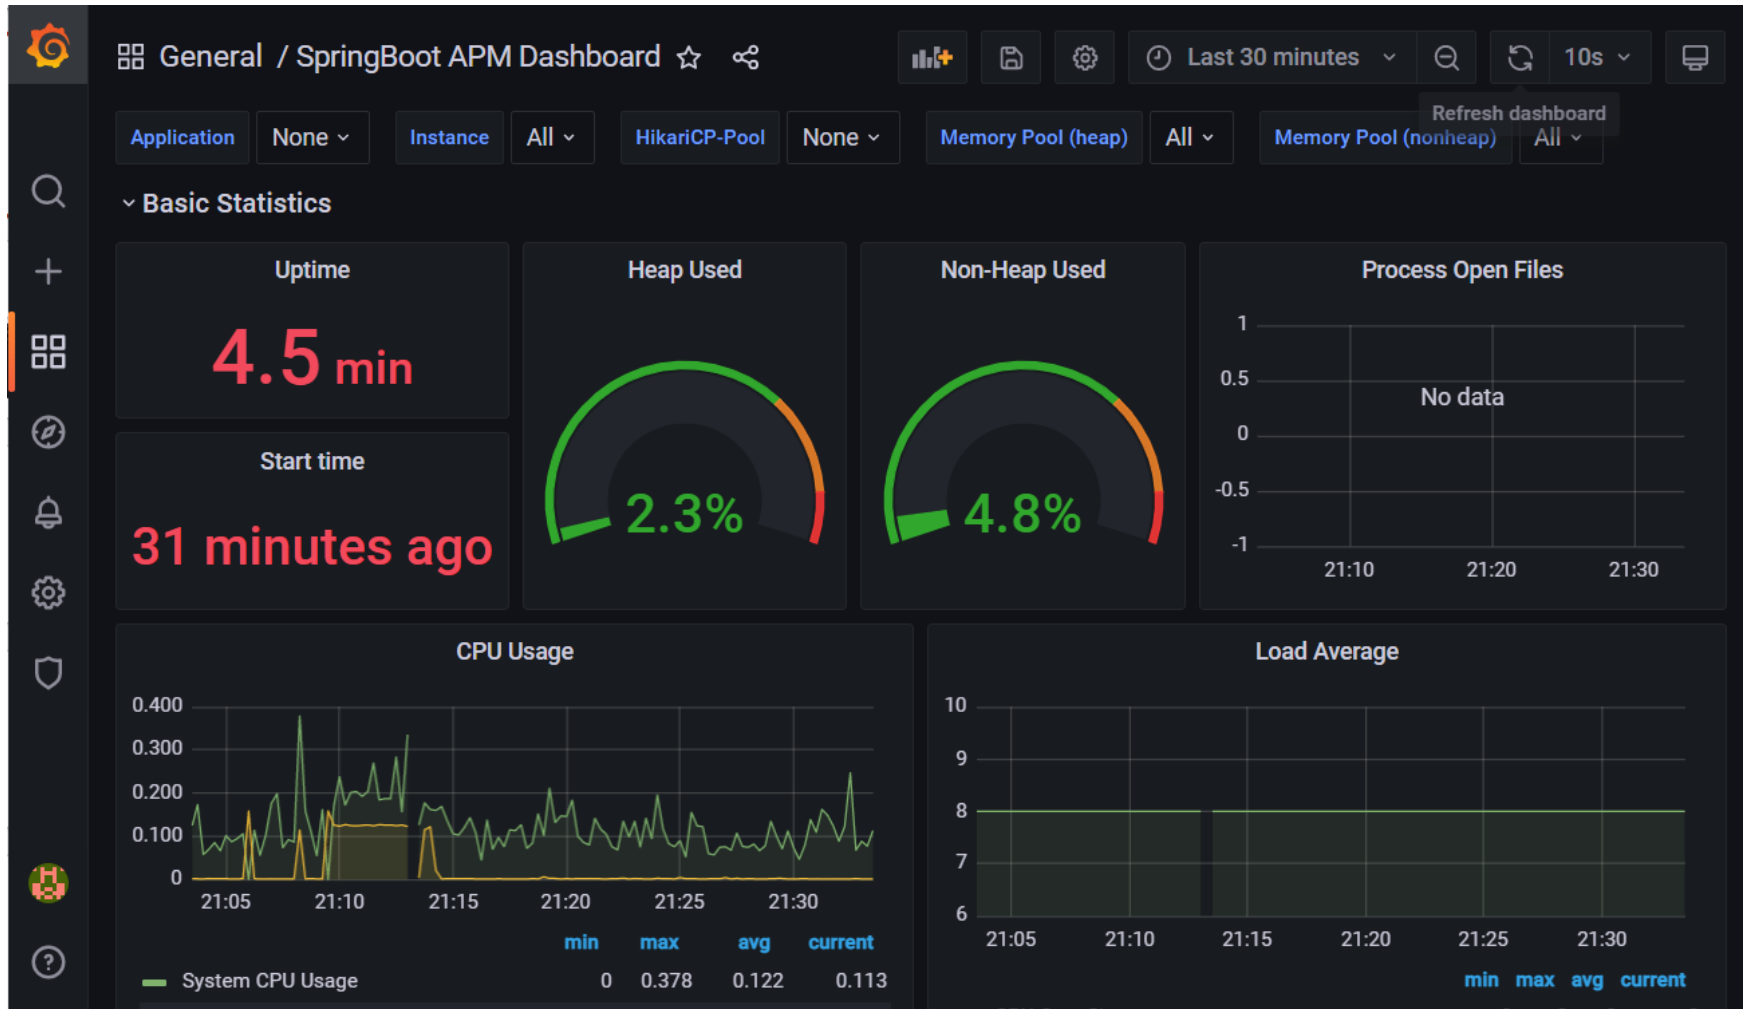 General / SpringBoot APM Dashboard
Last 30 minutes
10s
Refresh dashboard
Application None Instance All HikariCP-Pool None Memory Pool (heap) All Memory Pool (nonheap) All
Basic Statistics
Uptime
4.5 min
Start time
31 minutes ago
Heap Used
2.3%
Non-Heap Used
4.8%
Process Open Files
1
0.5
No data
0
-0.5
-1
21:10 21:20 21:30
CPU Usage
0.400
0.300
0.200
0.100
0
21:05 21:10 21:15 21:20 21:25 21:30
min max avg current
System CPU Usage 0 0.378 0.122 0.113
Load Average
10
9
8
7
6
21:05 21:10 21:15 21:20 21:25 21:30
min max avg current